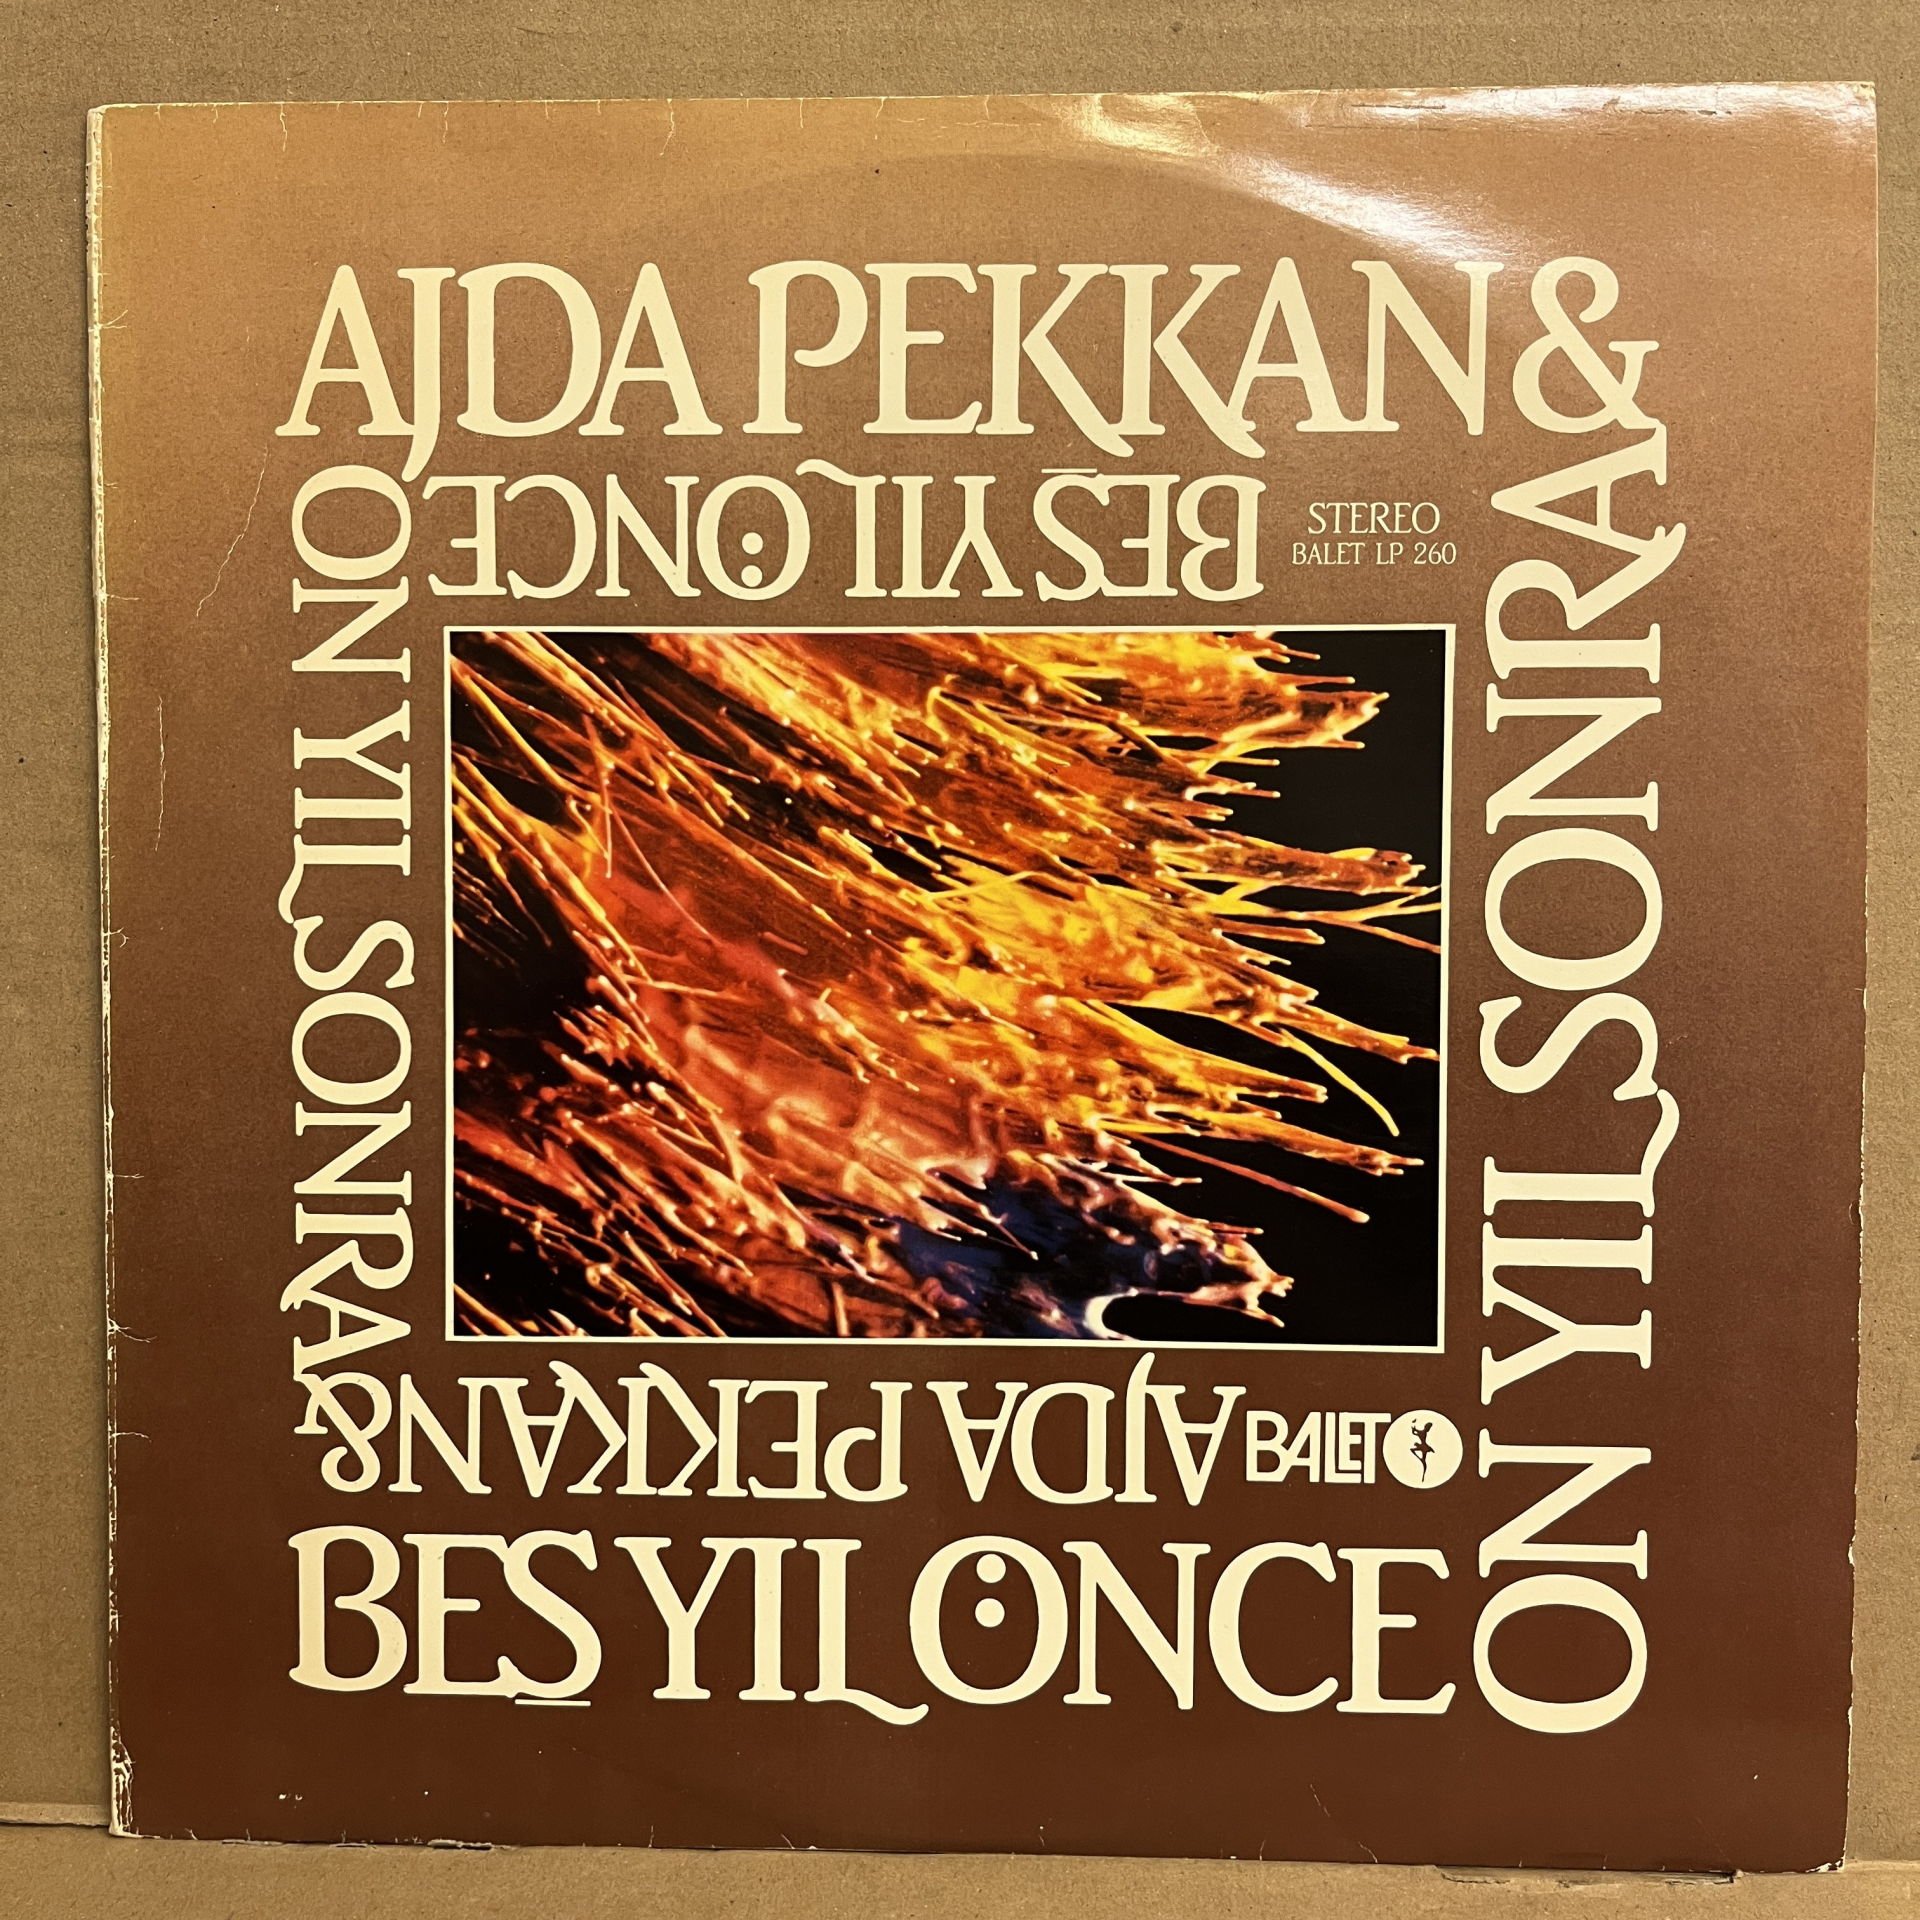 AJDA PEKKAN &
BEŞ YIL ÖNCE
STEREO
BALET LP 260
ON YIL SONRA &
ON YIL SONRA
AJDA PEKKAN &
BALET
BEŞ YIL ÖNCE